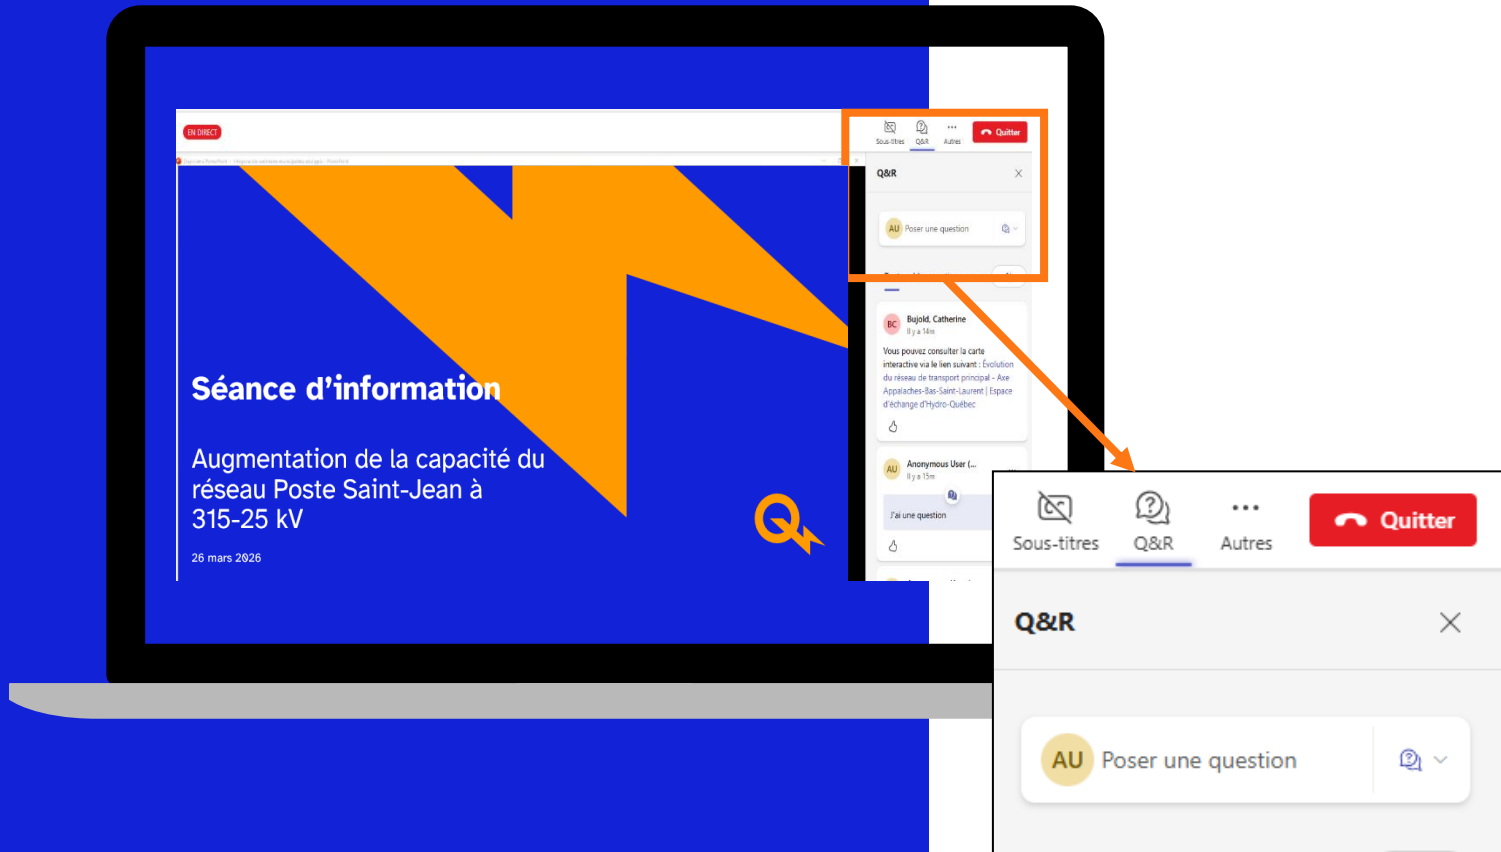 EN DIRECT
Sous-titres
Q&R
Autres
Quitter
Q&R
AU Poser une question
BC Bujold, Catherine
Il y a 14m
Vous pouvez consulter la carte
interactive via le lien suivant : Évolution
du réseau de transport principal - Axe
Appalaches-Bas-Saint-Laurent | Espace
d'échange d'Hydro-Québec
AU Anonymous User (...
Il y a 15m
J'ai une question
Séance d'information
Augmentation de la capacité du
réseau Poste Saint-Jean à
315-25 kV
26 mars 2026
Sous-titres
Q&R
Autres
Quitter
Q&R
AU Poser une question